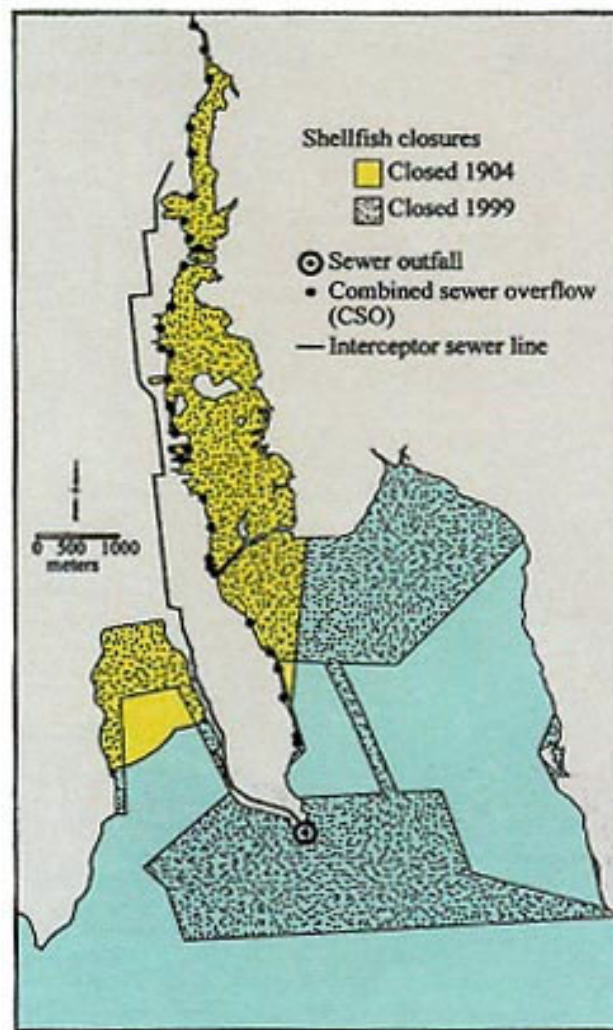 Shellfish closures
Closed 1904
Closed 1999
Sewer outfall
Combined sewer overflow
(CSO)
Interceptor sewer line
0 500 1000
meters